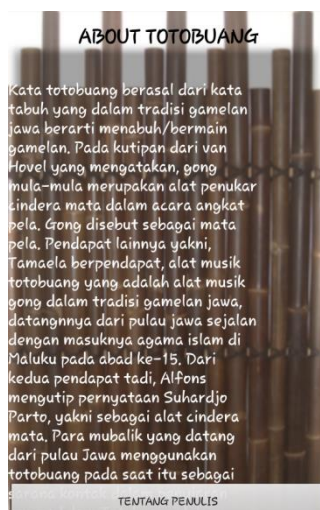 ABOUT TOTOBUANG
Kata totobuang berasal dari kata
tabuh yang dalam tradisi gamelan
jawa berarti menabuh/bermain
gamelan. Pada kutipan dari van
Hovel yang mengatakan, gong
mula-mula merupakan alat penukar
cindera mata dalam acara angkat
pela. Gong disebut sebagai mata
pela. Pendapat lainnya yakni,
Tamaela berpendapat, alat musik
totobuang yang adalah alat musik
gong dalam tradisi gamelan jawa,
datangnnya dari pulau jawa sejalan
dengan masuknya agama islam di
Maluku pada abad ke-15. Dari
kedua pendapat tadi, Alfons
mengutip pernyataan Suhardjo
Parto, yakni sebagai alat cindera
mata. Para mubalik yang datang
dari pulau Jawa menggunakan
totobuang pada saat itu sebagai
sarana kontak
TENTANG PENULIS